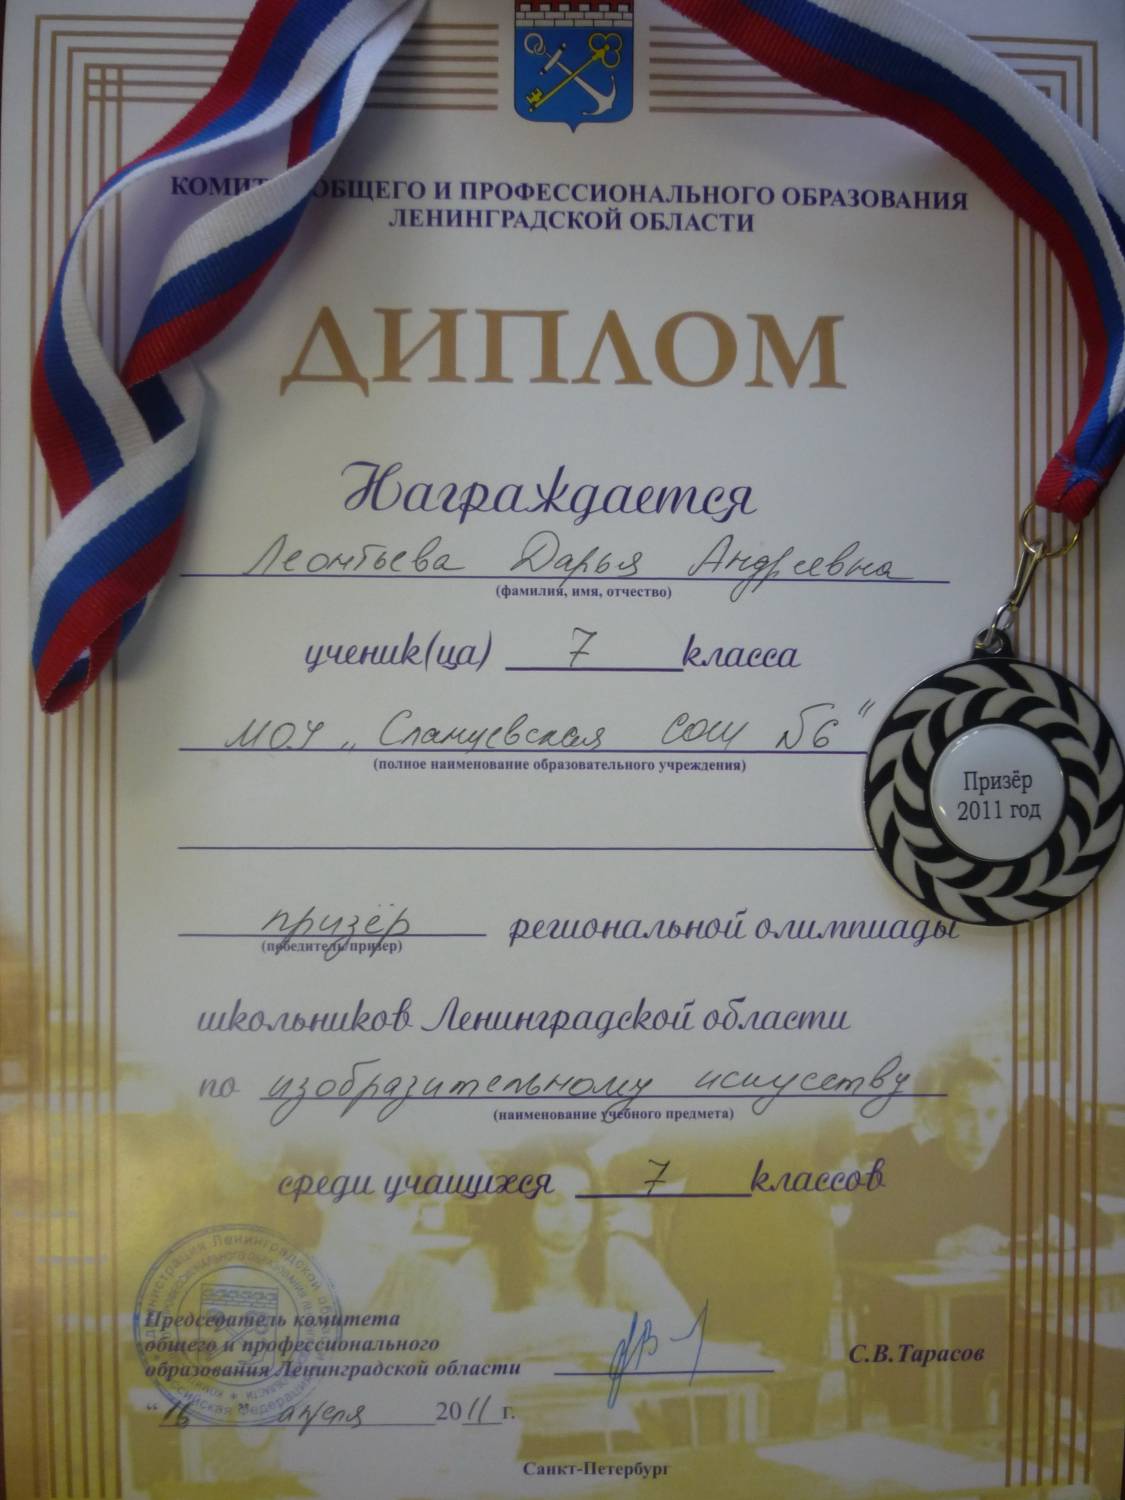 КОМИТ ОБЩЕГО И ПРОФЕССИОНАЛЬНОГО ОБРАЗОВАНИЯ
ЛЕНИНГРАДСКОЙ ОБЛАСТИ
ДИПЛОМ
Награждается
Леонтьева Дарья Андреевна
(фамилия, имя, отчество)
ученик(ца) 7 класса
МОУ „Сланцевская СОШ №6"
(полное наименование образовательного учреждения)
Призёр
2011 год
призёр региональной олимпиады
(победитель/призер)
школьников Ленинградской области
по изобразительному искусству
(наименование учебного предмета)
среди учащихся 7 классов
Председатель комитета
общего и профессионального
образования Ленинградской области
С.В.Тарасов
“16 ” апреля 2011 г.
Санкт-Петербург